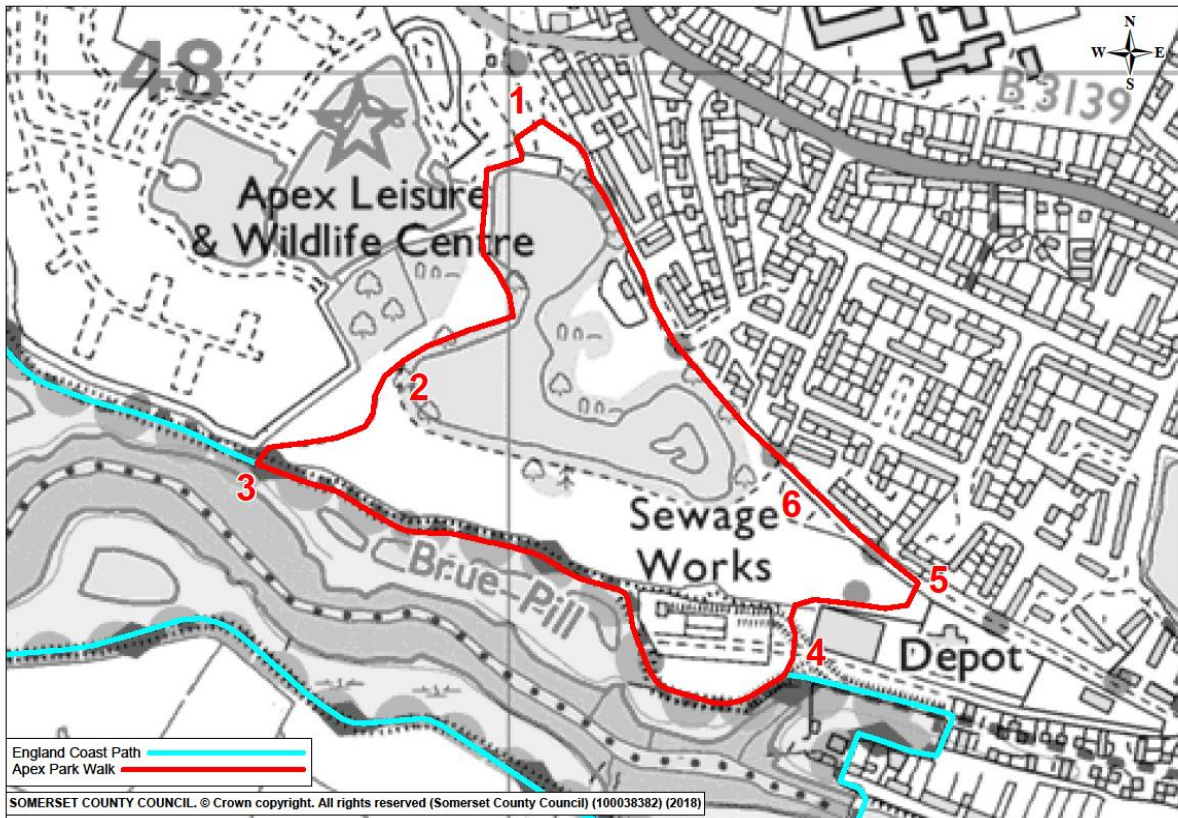 48
N
W E
S
B 3139
1
Apex Leisure
& Wildlife Centre
2
3
6
Sewage
Works
Brue Pill
5
4
Depot
England Coast Path
Apex Park Walk
SOMERSET COUNTY COUNCIL. © Crown copyright. All rights reserved (Somerset County Council) (100038382) (2018)